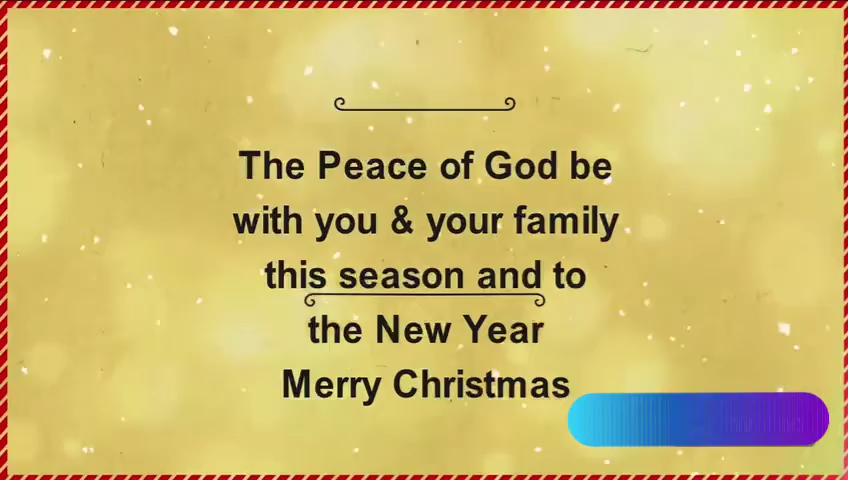 The Peace of God be
with you & your family
this season and to
the New Year
Merry Christmas